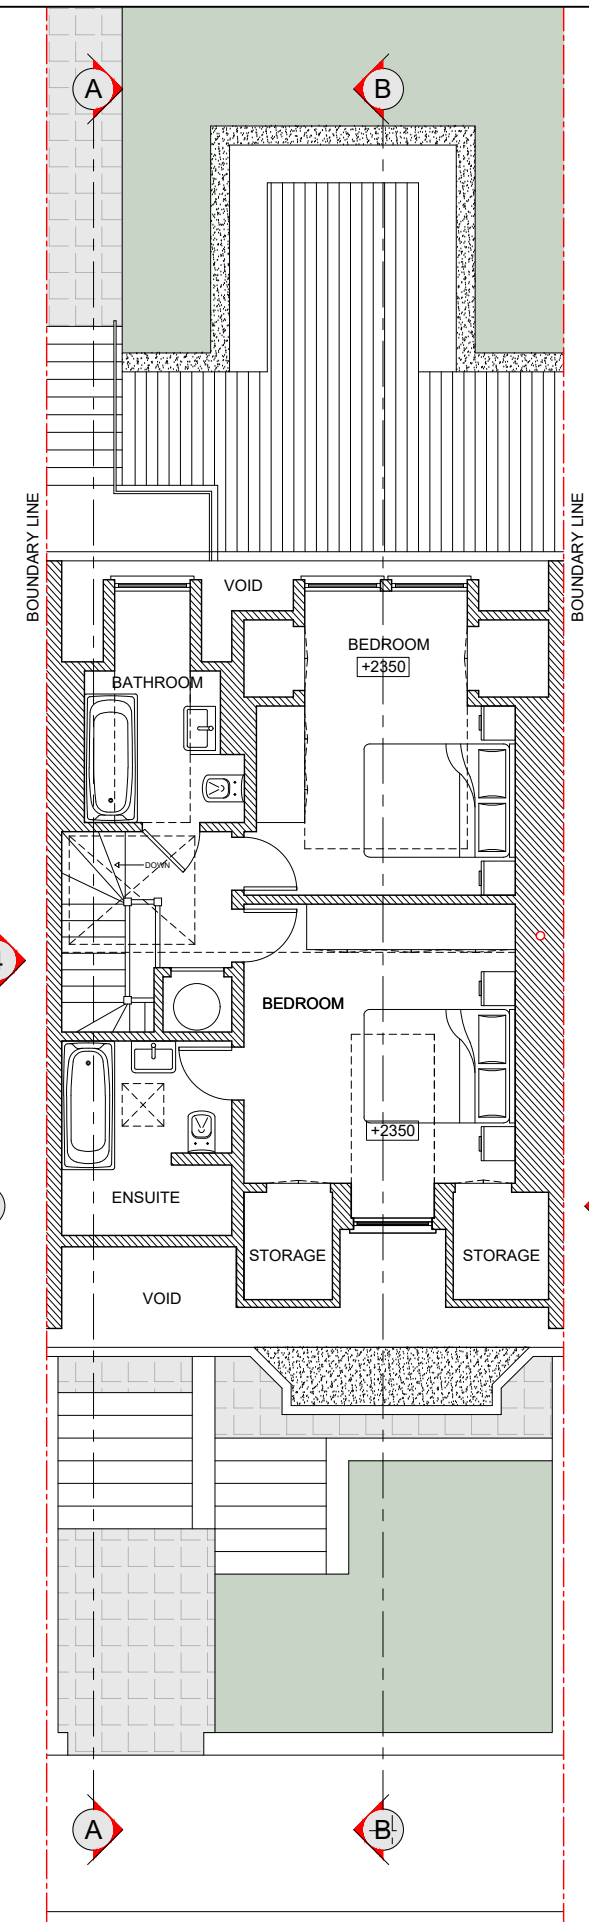 A
B
BOUNDARY LINE
BOUNDARY LINE
VOID
BEDROOM
+2350
BATHROOM
DOWN
BEDROOM
+2350
ENSUITE
STORAGE
STORAGE
VOID
A
B